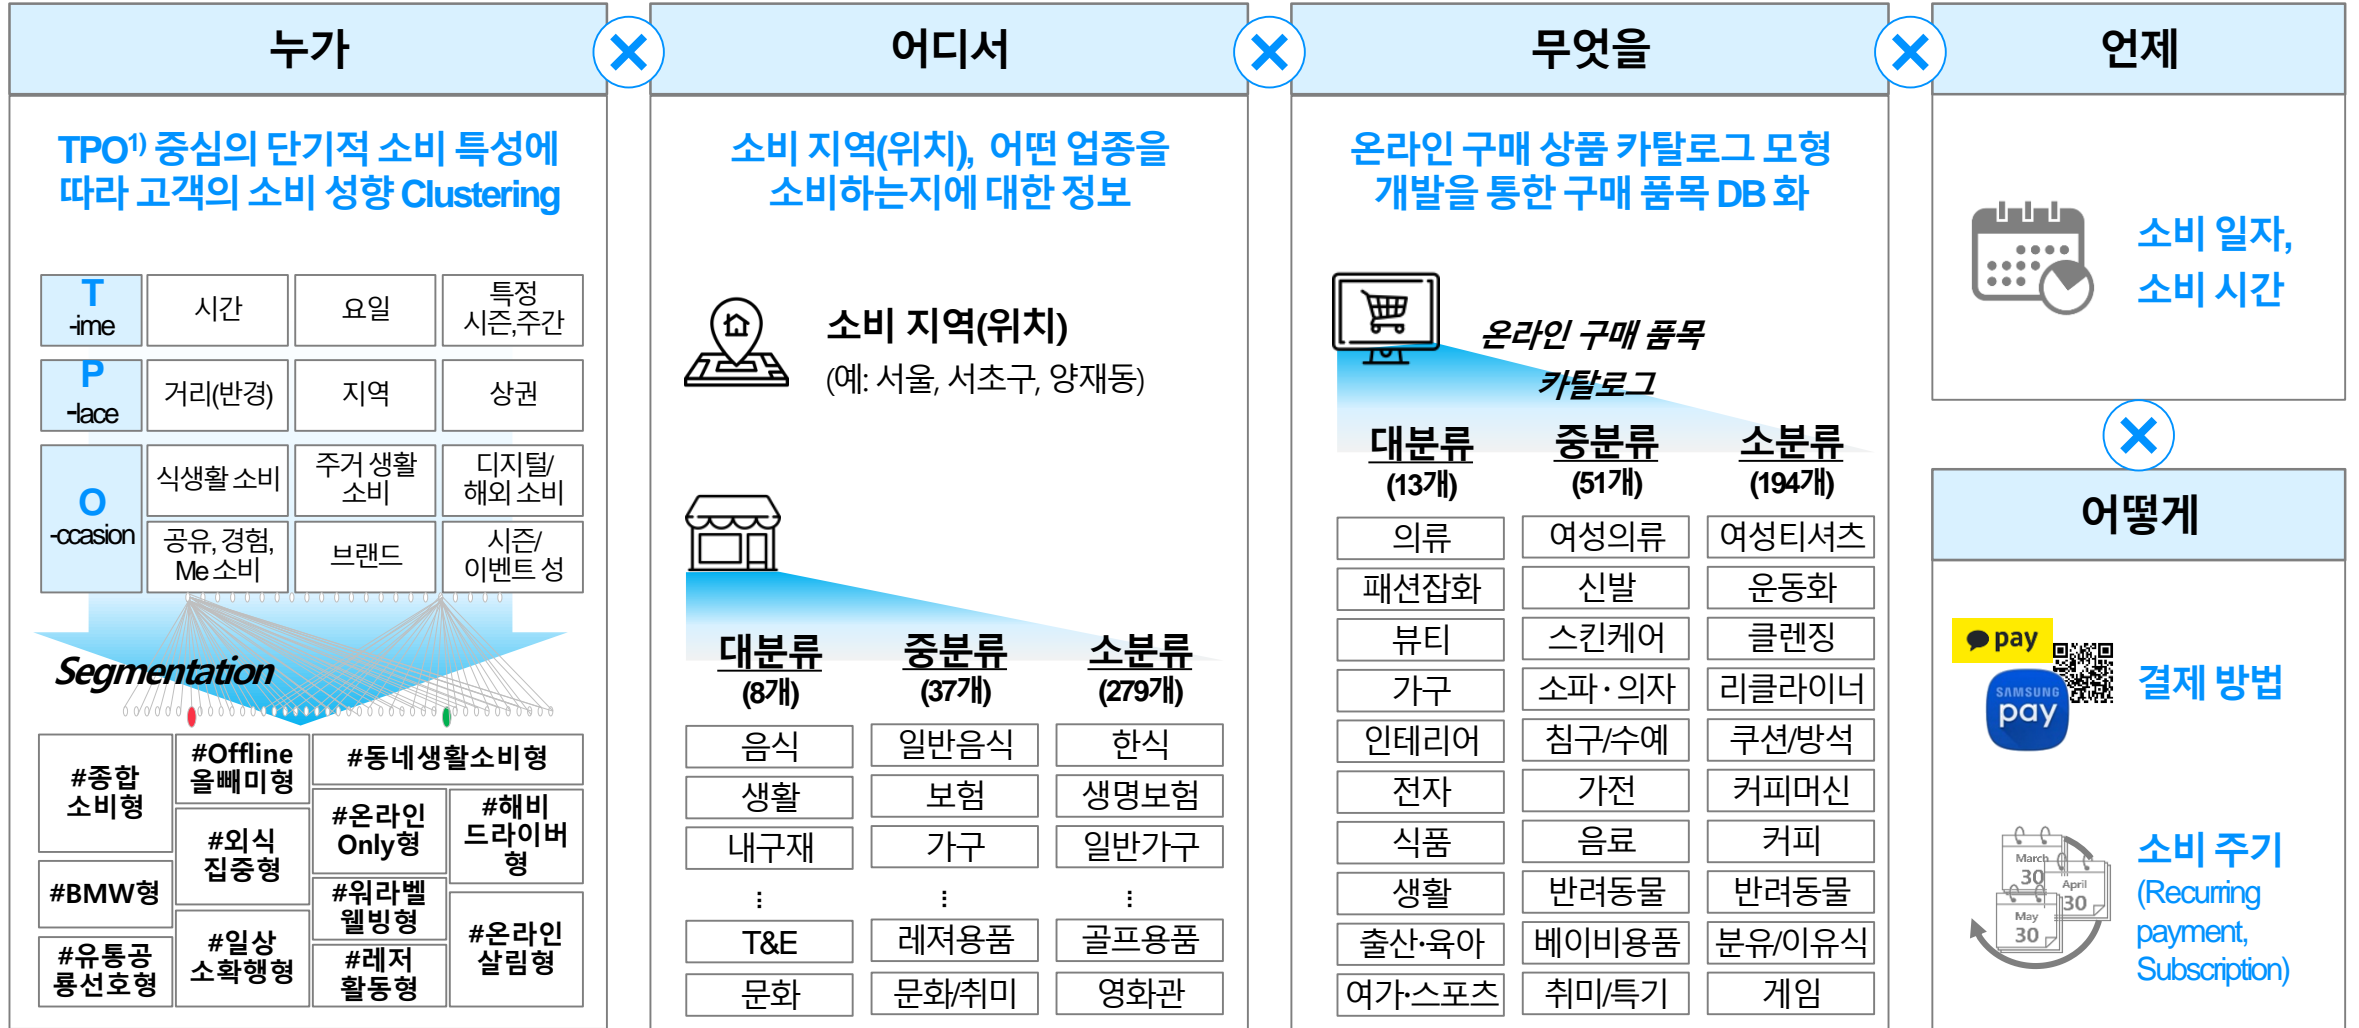 누가
TPO1) 중심의 단기적 소비 특성에
따라 고객의 소비 성향 Clustering
T
-ime
시간
요일
특정
시즌,주간
P
-lace
거리(반경)
지역
상권
O
-ccasion
식생활 소비
주거 생활
소비
디지털/
해외 소비
공유, 경험,
Me 소비
브랜드
시즌/
이벤트 성
Segmentation
#종합
소비형
#Offline
올빼미형
#동네생활소비형
#외식
집중형
#온라인
Only형
#해비
드라이버
형
#BMW형
#워라벨
웰빙형
#유통공
룡선호형
#일상
소확행형
#레저
활동형
#온라인
살림형
어디서
소비 지역(위치), 어떤 업종을
소비하는지에 대한 정보
소비 지역(위치)
(예: 서울, 서초구, 양재동)
대분류 중분류 소분류
(8개) (37개) (279개)
음식 일반음식 한식
생활 보험 생명보험
내구재 가구 일반가구
... ... ...
T&E 레져용품 골프용품
문화 문화/취미 영화관
무엇을
온라인 구매 상품 카탈로그 모형
개발을 통한 구매 품목 DB 화
온라인 구매 품목
카탈로그
대분류 중분류 소분류
(13개) (51개) (194개)
의류 여성의류 여성티셔츠
패션잡화 신발 운동화
뷰티 스킨케어 클렌징
가구 소파·의자 리클라이너
인테리어 침구/수예 쿠션/방석
전자 가전 커피머신
식품 음료 커피
생활 반려동물 반려동물
출산·육아 베이비용품 분유/이유식
여가·스포츠 취미/특기 게임
언제
소비 일자,
소비 시간
어떻게
pay
SAMSUNG
pay
결제 방법
March
30
April
30
May
30
소비 주기
(Recurring
payment,
Subscription)